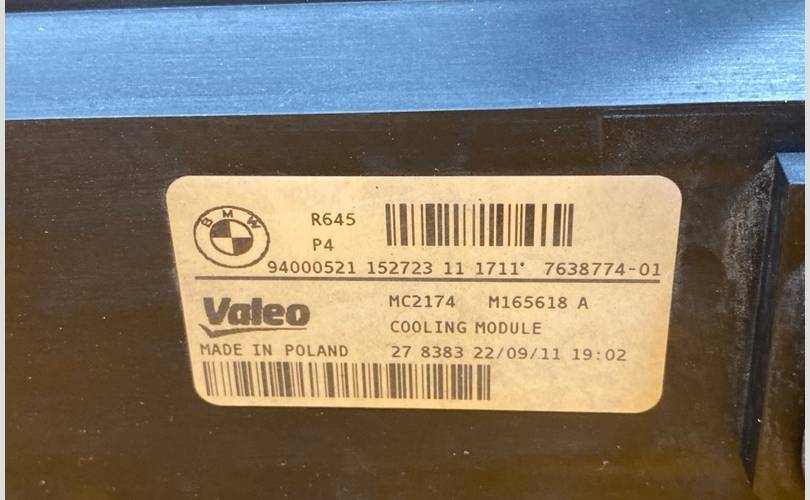 BMW
R645
P4
94000521 152723 11 1711* 7638774-01
Valeo
MC2174 M165618 A
COOLING MODULE
MADE IN POLAND 27 8383 22/09/11 19:02